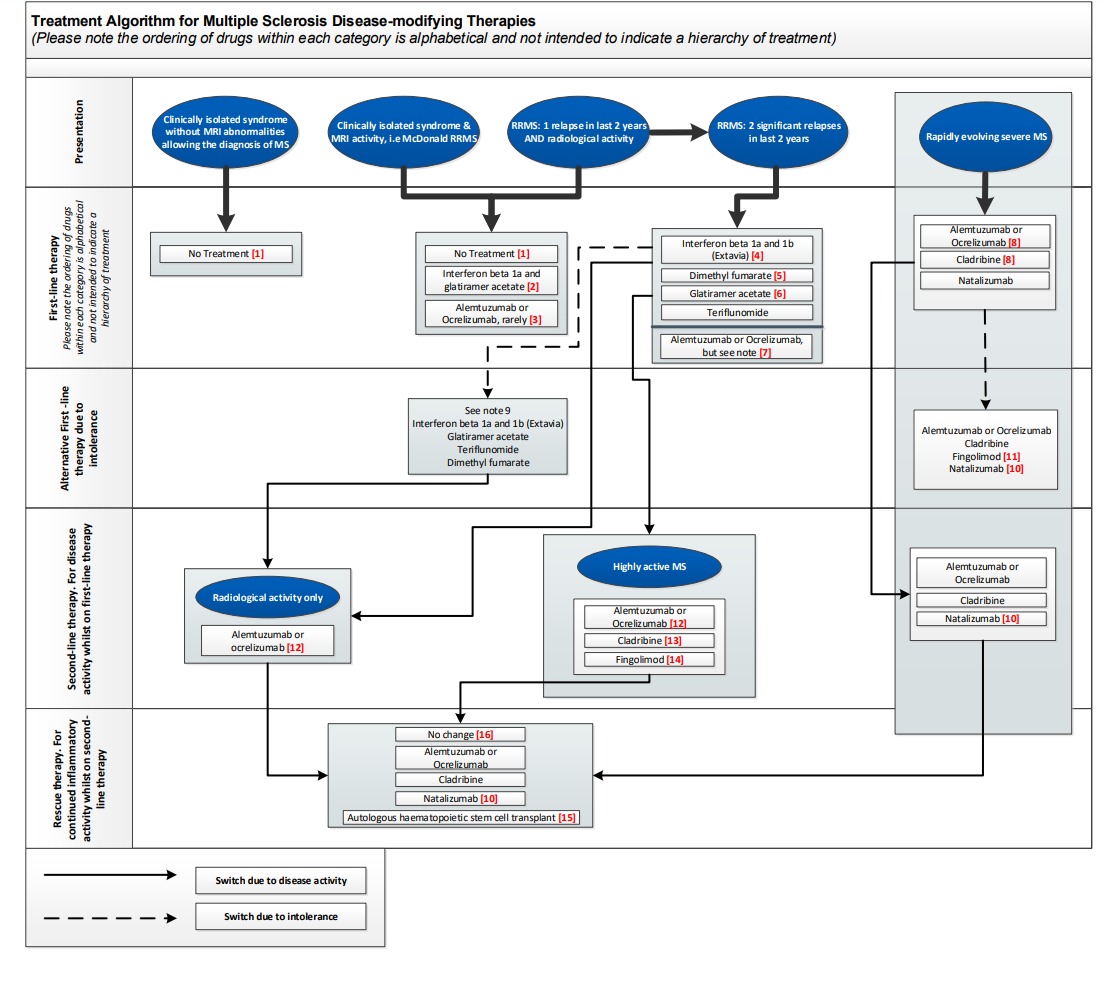 Treatment Algorithm for Multiple Sclerosis Disease-modifying Therapies
(Please note the ordering of drugs within each category is alphabetical and not intended to indicate a hierarchy of treatment)
Presentation
Clinically isolated syndrome
without MRI abnormalities
allowing the diagnosis of MS
Clinically isolated syndrome &
MRI activity, i.e McDonald RRMS
RRMS: 1 relapse in last 2 years
AND radiological activity
RRMS: 2 significant relapses
in last 2 years
Rapidly evolving severe MS
First-line therapy
Please note the ordering of drugs
within each category is alphabetical
and not intended to indicate a
hierarchy of treatment
No Treatment [1]
No Treatment [1]
Interferon beta 1a and
glatiramer acetate [2]
Alemtuzumab or
Ocrelizumab, rarely [3]
Interferon beta 1a and 1b
(Extavia) [4]
Dimethyl fumarate [5]
Glatiramer acetate [6]
Teriflunomide
Alemtuzumab or Ocrelizumab,
but see note [7]
Alemtuzumab or
Ocrelizumab [8]
Cladribine [8]
Natalizumab
Alternative First -line
therapy due to
intolerance
See note 9
Interferon beta 1a and 1b (Extavia)
Glatiramer acetate
Teriflunomide
Dimethyl fumarate
Alemtuzumab or Ocrelizumab
Cladribine
Fingolimod [11]
Natalizumab [10]
Second-line therapy. For disease
activity whilst on first-line therapy
Radiological activity only
Alemtuzumab or
ocrelizumab [12]
Highly active MS
Alemtuzumab or
Ocrelizumab [12]
Cladribine [13]
Fingolimod [14]
Alemtuzumab or
Ocrelizumab
Cladribine
Natalizumab [10]
Rescue therapy. For
continued inflammatory
activity whilst on second-
line therapy
No change [16]
Alemtuzumab or
Ocrelizumab
Cladribine
Natalizumab [10]
Autologous haematopoietic stem cell transplant [15]
Switch due to disease activity
Switch due to intolerance